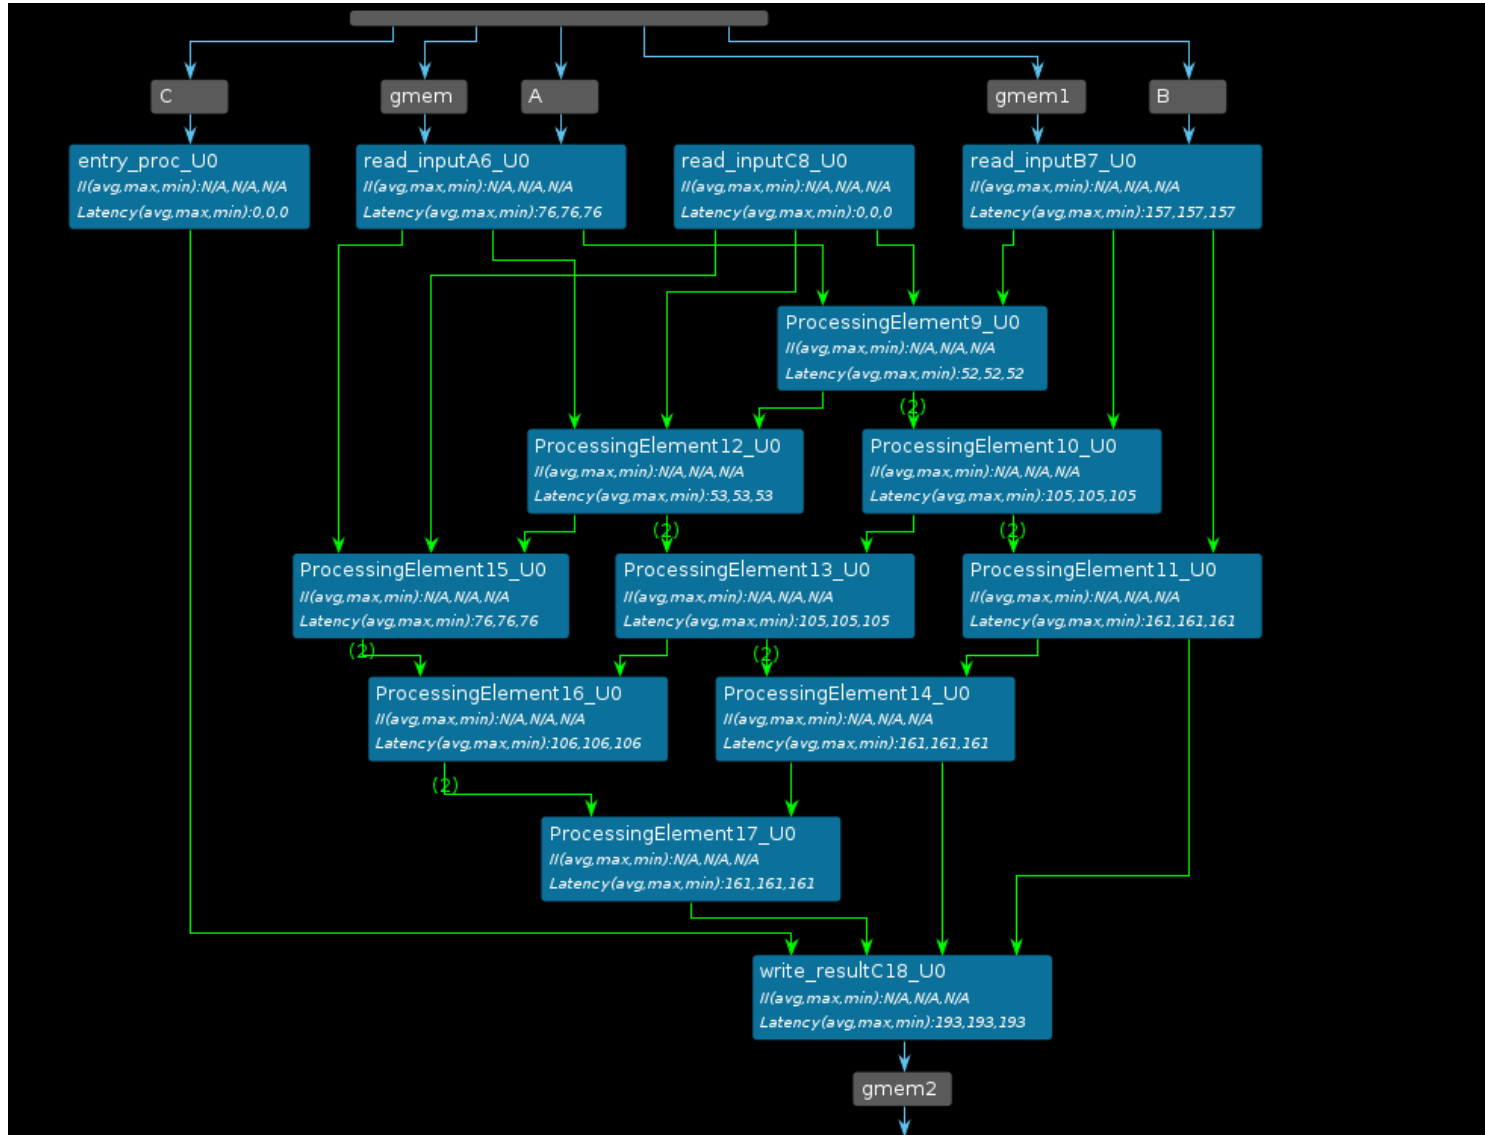 C
gmem
A
gmem1
B
entry_proc_U0
II(avg,max,min):N/A,N/A,N/A
Latency(avg,max,min):0,0,0
read_inputA6_U0
II(avg,max,min):N/A,N/A,N/A
Latency(avg,max,min):76,76,76
read_inputC8_U0
II(avg,max,min):N/A,N/A,N/A
Latency(avg,max,min):0,0,0
read_inputB7_U0
II(avg,max,min):N/A,N/A,N/A
Latency(avg,max,min):157,157,157
ProcessingElement9_U0
II(avg,max,min):N/A,N/A,N/A
Latency(avg,max,min):52,52,52
(2)
ProcessingElement12_U0
II(avg,max,min):N/A,N/A,N/A
Latency(avg,max,min):53,53,53
ProcessingElement10_U0
II(avg,max,min):N/A,N/A,N/A
Latency(avg,max,min):105,105,105
(2)
(2)
ProcessingElement15_U0
II(avg,max,min):N/A,N/A,N/A
Latency(avg,max,min):76,76,76
ProcessingElement13_U0
II(avg,max,min):N/A,N/A,N/A
Latency(avg,max,min):105,105,105
ProcessingElement11_U0
II(avg,max,min):N/A,N/A,N/A
Latency(avg,max,min):161,161,161
(2)
(2)
ProcessingElement16_U0
II(avg,max,min):N/A,N/A,N/A
Latency(avg,max,min):106,106,106
ProcessingElement14_U0
II(avg,max,min):N/A,N/A,N/A
Latency(avg,max,min):161,161,161
(2)
ProcessingElement17_U0
II(avg,max,min):N/A,N/A,N/A
Latency(avg,max,min):161,161,161
write_resultC18_U0
II(avg,max,min):N/A,N/A,N/A
Latency(avg,max,min):193,193,193
gmem2